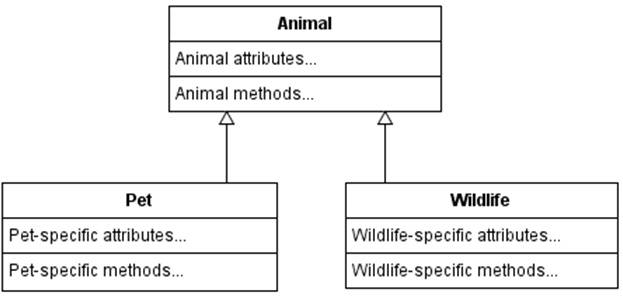 Animal
Animal attributes...
Animal methods...
Pet
Pet-specific attributes...
Pet-specific methods...
Wildlife
Wildlife-specific attributes...
Wildlife-specific methods...